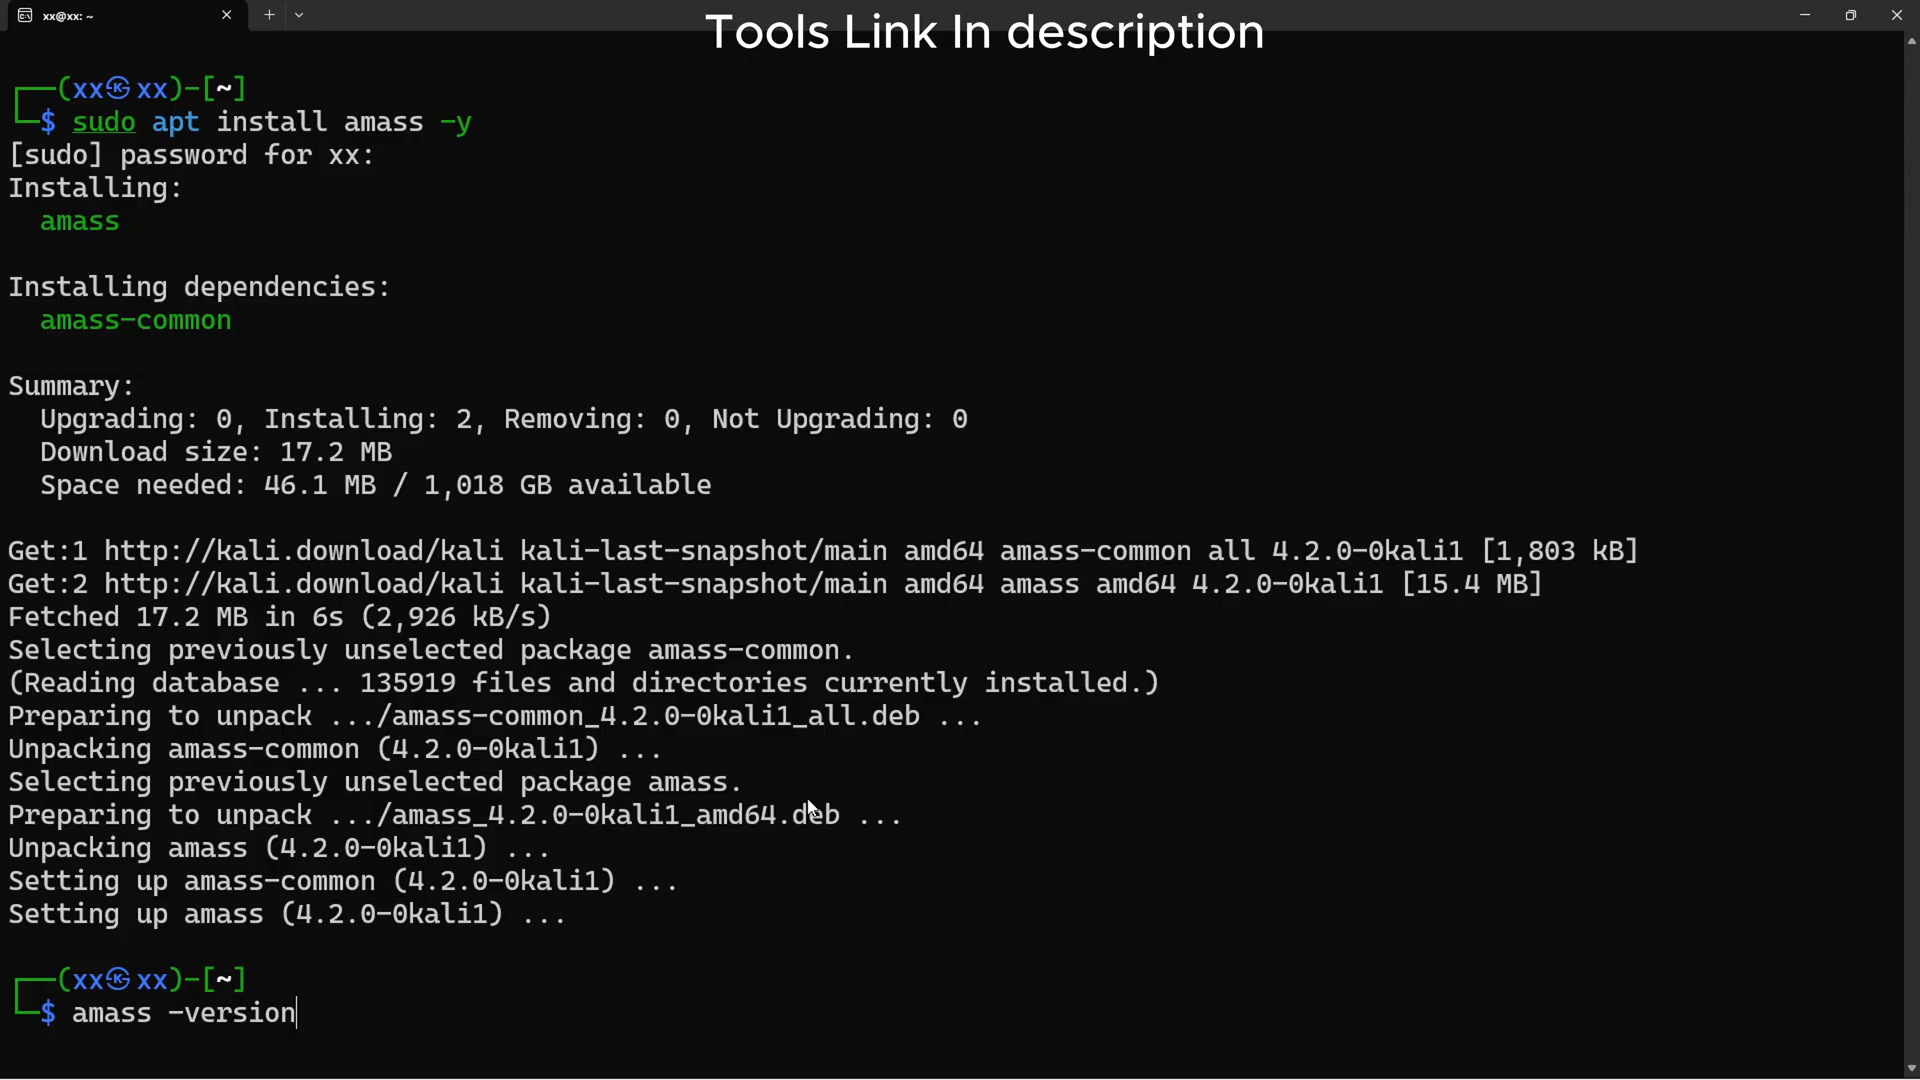 xx@xx: ~
Tools Link In description
┌──(xx㉿xx)-[~]
└─$ sudo apt install amass -y
[sudo] password for xx:
Installing:
  amass

Installing dependencies:
  amass-common

Summary:
  Upgrading: 0, Installing: 2, Removing: 0, Not Upgrading: 0
  Download size: 17.2 MB
  Space needed: 46.1 MB / 1,018 GB available

Get:1 http://kali.download/kali kali-last-snapshot/main amd64 amass-common all 4.2.0-0kali1 [1,803 kB]
Get:2 http://kali.download/kali kali-last-snapshot/main amd64 amass amd64 4.2.0-0kali1 [15.4 MB]
Fetched 17.2 MB in 6s (2,926 kB/s)
Selecting previously unselected package amass-common.
(Reading database ... 135919 files and directories currently installed.)
Preparing to unpack .../amass-common_4.2.0-0kali1_all.deb ...
Unpacking amass-common (4.2.0-0kali1) ...
Selecting previously unselected package amass.
Preparing to unpack .../amass_4.2.0-0kali1_amd64.deb ...
Unpacking amass (4.2.0-0kali1) ...
Setting up amass-common (4.2.0-0kali1) ...
Setting up amass (4.2.0-0kali1) ...

┌──(xx㉿xx)-[~]
└─$ amass -version